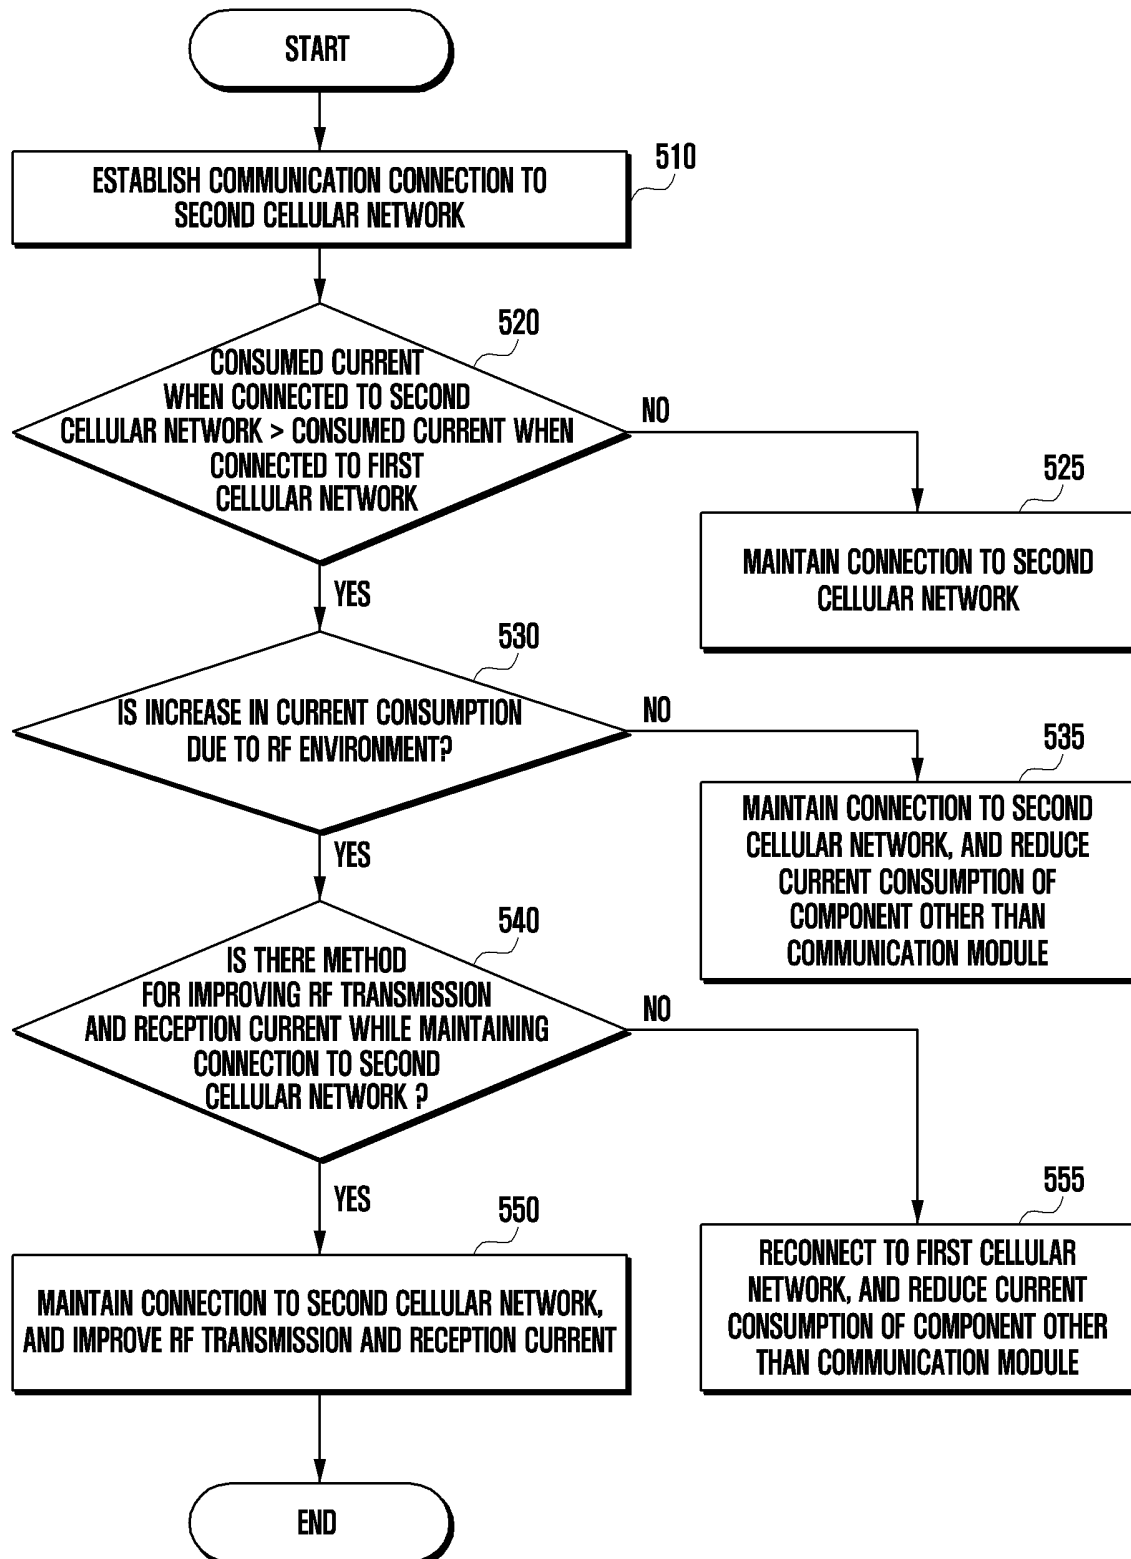 START
510
ESTABLISH COMMUNICATION CONNECTION TO
SECOND CELLULAR NETWORK
520
CONSUMED CURRENT
WHEN CONNECTED TO SECOND
CELLULAR NETWORK > CONSUMED CURRENT WHEN
CONNECTED TO FIRST
CELLULAR NETWORK
NO
525
MAINTAIN CONNECTION TO SECOND
CELLULAR NETWORK
YES
530
IS INCREASE IN CURRENT CONSUMPTION
DUE TO RF ENVIRONMENT?
NO
535
MAINTAIN CONNECTION TO SECOND
CELLULAR NETWORK, AND REDUCE
CURRENT CONSUMPTION OF
COMPONENT OTHER THAN
COMMUNICATION MODULE
YES
540
IS THERE METHOD
FOR IMPROVING RF TRANSMISSION
AND RECEPTION CURRENT WHILE MAINTAINING
CONNECTION TO SECOND
CELLULAR NETWORK ?
NO
555
RECONNECT TO FIRST CELLULAR
NETWORK, AND REDUCE CURRENT
CONSUMPTION OF COMPONENT OTHER
THAN COMMUNICATION MODULE
YES
550
MAINTAIN CONNECTION TO SECOND CELLULAR NETWORK,
AND IMPROVE RF TRANSMISSION AND RECEPTION CURRENT
END